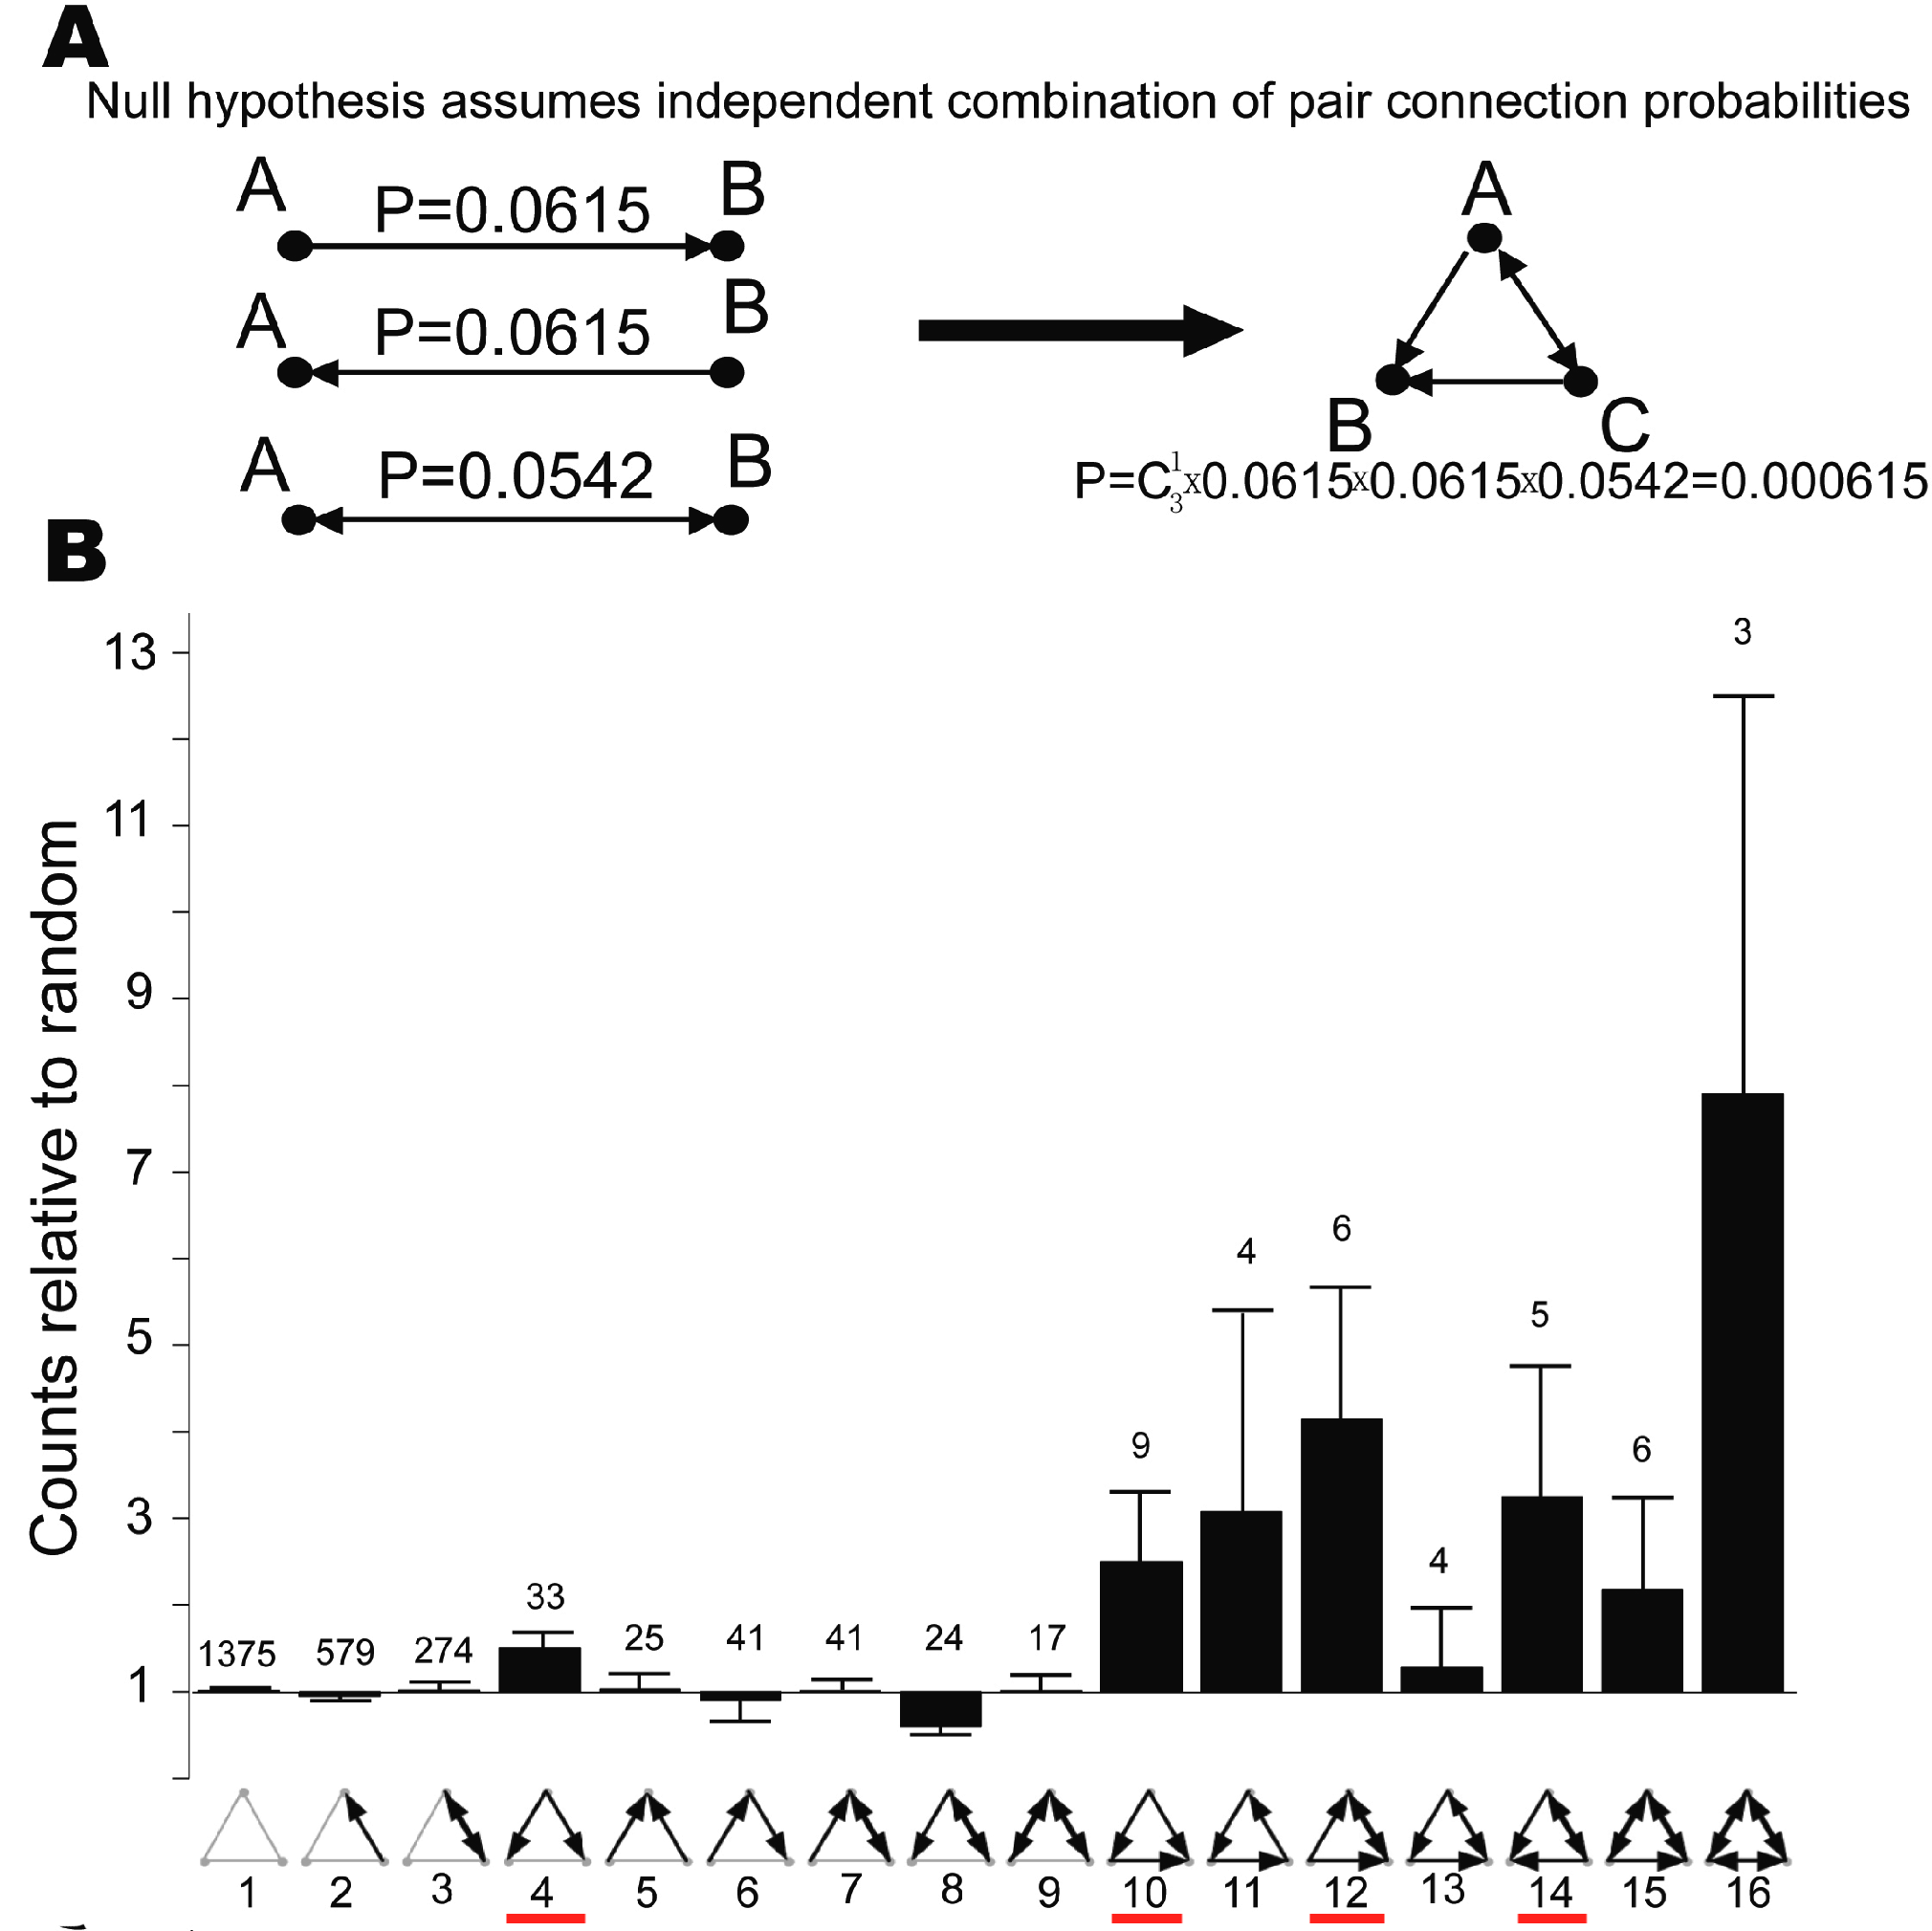 A
Null hypothesis assumes independent combination of pair connection probabilities
A P=0.0615 B
A P=0.0615 B
A P=0.0542 B
A
B C
P=C¹₃x0.0615x0.0615x0.0542=0.000615
B
Counts relative to random
13
11
9
7
5
3
1
1375 579 274 33 25 41 41 24 17 9 4 6 4 5 6 3
1 2 3 4 5 6 7 8 9 10 11 12 13 14 15 16